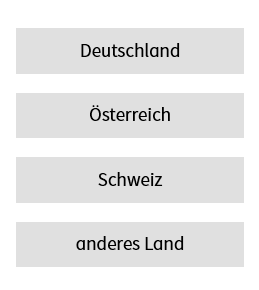 Deutschland
Österreich
Schweiz
anderes Land